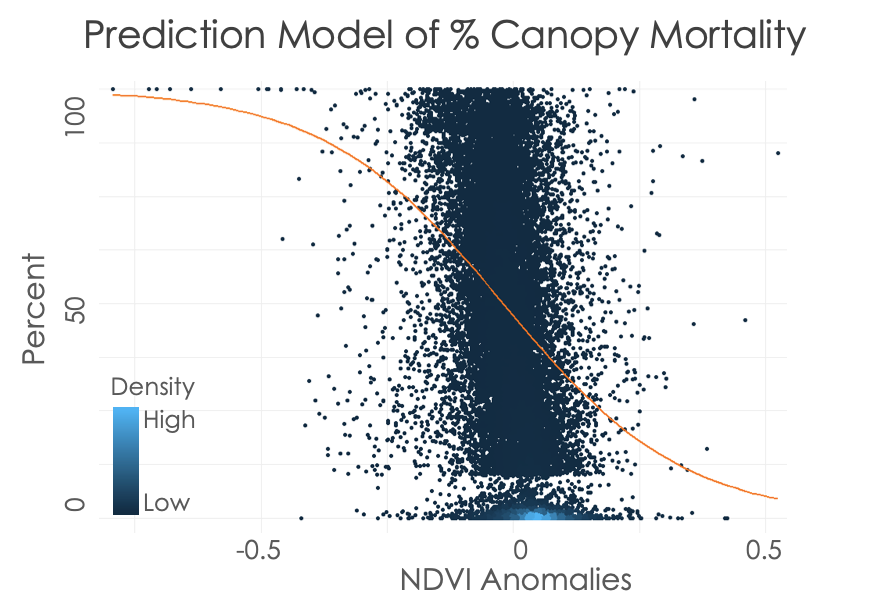 Prediction Model of % Canopy Mortality
100
50
0
Percent
Density
High
Low
-0.5
0
0.5
NDVI Anomalies